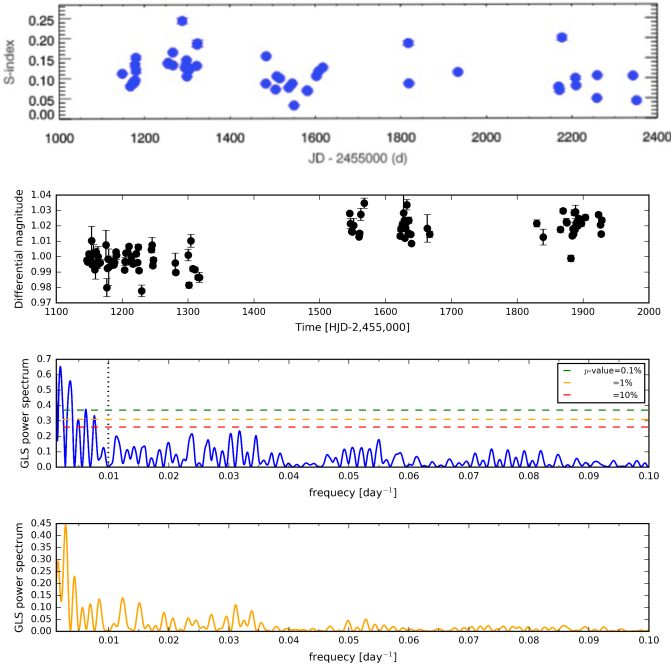 S-index
0.25
0.20
0.15
0.10
0.05
0.00
1000 1200 1400 1600 1800 2000 2200 2400
JD - 2455000 (d)
Differential magnitude
1.04
1.03
1.02
1.01
1.00
0.99
0.98
0.97
1100 1200 1300 1400 1500 1600 1700 1800 1900 2000
Time [HJD-2,455,000]
GLS power spectrum
0.7
0.6
0.5
0.4
0.3
0.2
0.1
0.0
p-value=0.1%
=1%
=10%
0.01 0.02 0.03 0.04 0.05 0.06 0.07 0.08 0.09 0.10
frequecy [day⁻¹]
GLS power spectrum
0.45
0.40
0.35
0.30
0.25
0.20
0.15
0.10
0.05
0.00
0.01 0.02 0.03 0.04 0.05 0.06 0.07 0.08 0.09 0.10
frequecy [day⁻¹]